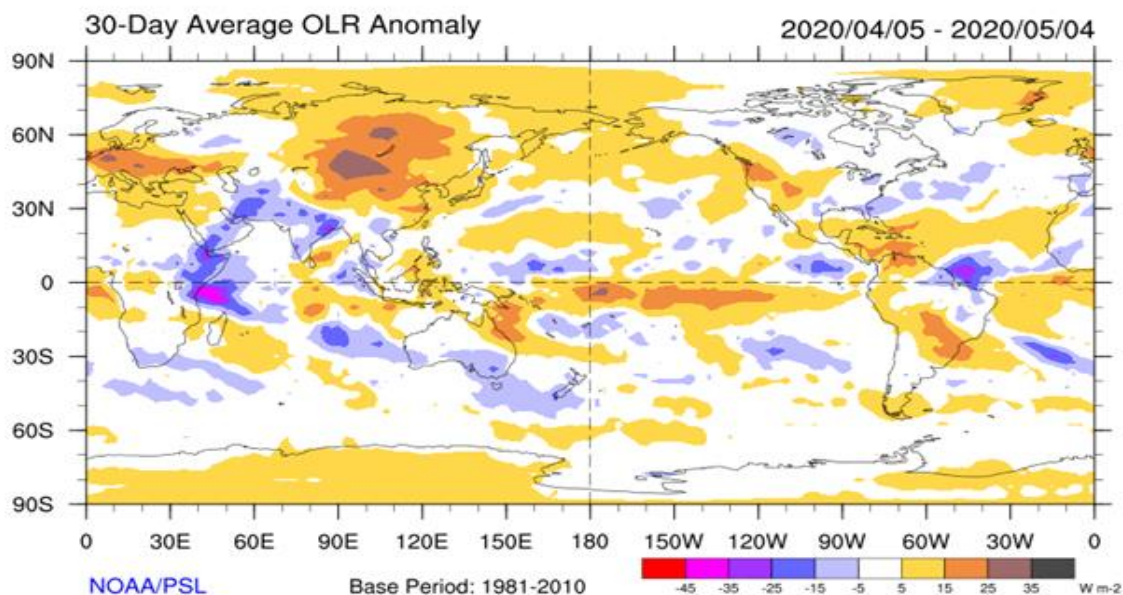 30-Day Average OLR Anomaly 2020/04/05 - 2020/05/04
90N
60N
30N
0
30S
60S
90S
0 30E 60E 90E 120E 150E 180 150W 120W 90W 60W 30W 0
NOAA/PSL Base Period: 1981-2010
-45 -35 -25 -15 -5 5 15 25 35 W m-2